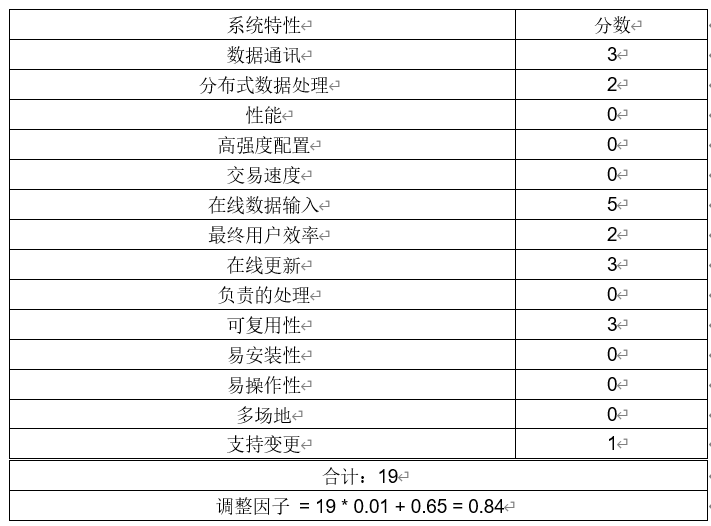 系统特性 分数
数据通讯 3
分布式数据处理 2
性能 0
高强度配置 0
交易速度 0
在线数据输入 5
最终用户效率 2
在线更新 3
负责的处理 0
可复用性 3
易安装性 0
易操作性 0
多场地 0
支持变更 1
合计：19
调整因子 = 19 * 0.01 + 0.65 = 0.84